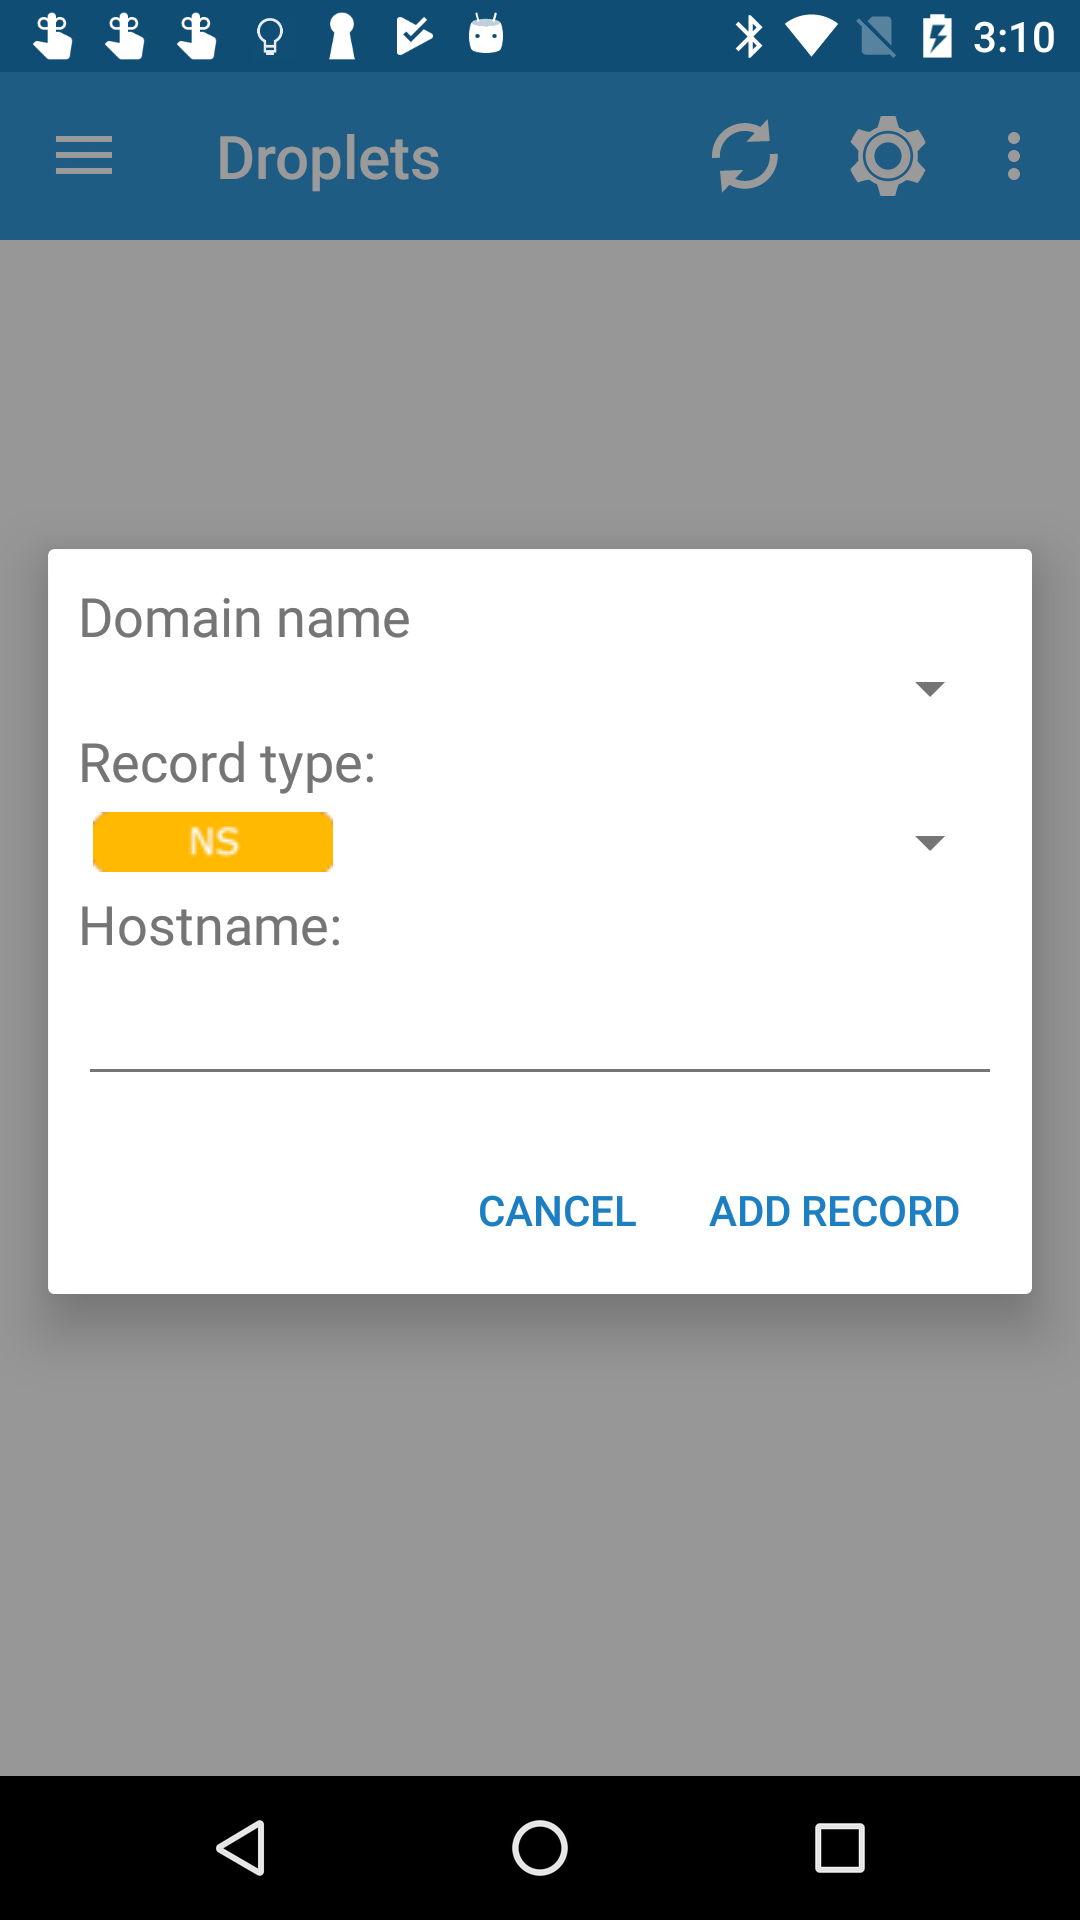 3:10
Droplets
Domain name
Record type:
NS
Hostname:
CANCEL ADD RECORD